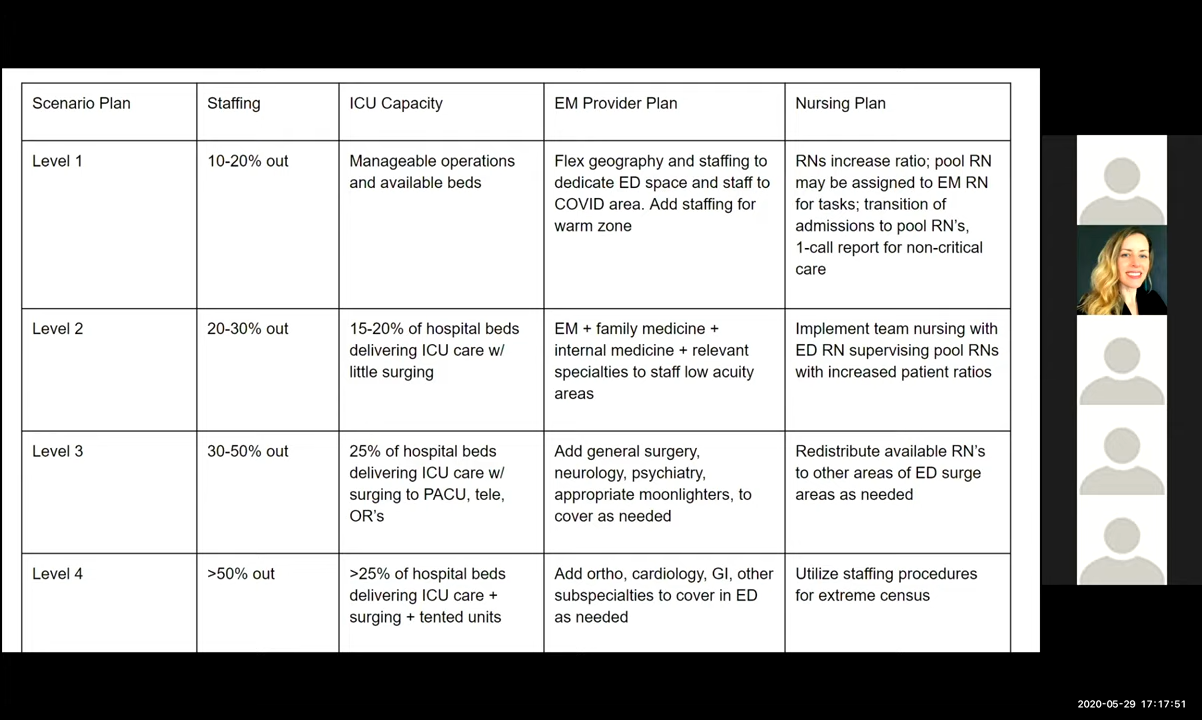 Scenario Plan
Staffing
ICU Capacity
EM Provider Plan
Nursing Plan
Level 1
10-20% out
Manageable operations
and available beds
Flex geography and staffing to
dedicate ED space and staff to
COVID area. Add staffing for
warm zone
RNs increase ratio; pool RN
may be assigned to EM RN
for tasks; transition of
admissions to pool RN’s,
1-call report for non-critical
care
Level 2
20-30% out
15-20% of hospital beds
delivering ICU care w/
little surging
EM + family medicine +
internal medicine + relevant
specialties to staff low acuity
areas
Implement team nursing with
ED RN supervising pool RNs
with increased patient ratios
Level 3
30-50% out
25% of hospital beds
delivering ICU care w/
surging to PACU, tele,
OR’s
Add general surgery,
neurology, psychiatry,
appropriate moonlighters, to
cover as needed
Redistribute available RN’s
to other areas of ED surge
areas as needed
Level 4
>50% out
>25% of hospital beds
delivering ICU care +
surging + tented units
Add ortho, cardiology, GI, other
subspecialties to cover in ED
as needed
Utilize staffing procedures
for extreme census
2020-05-29 17:17:51